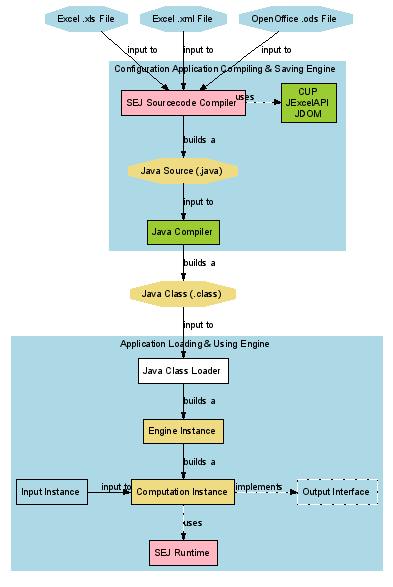 Excel .xls File
Excel .xml File
OpenOffice .ods File
input to
input to
input to
Configuration Application Compiling & Saving Engine
SEJ Sourcecode Compiler
uses
CUP
JExcelAPI
JDOM
builds a
Java Source (.java)
input to
Java Compiler
builds a
Java Class (.class)
input to
Application Loading & Using Engine
Java Class Loader
builds a
Engine Instance
builds a
Input Instance
input to
Computation Instance
implements
Output Interface
uses
SEJ Runtime